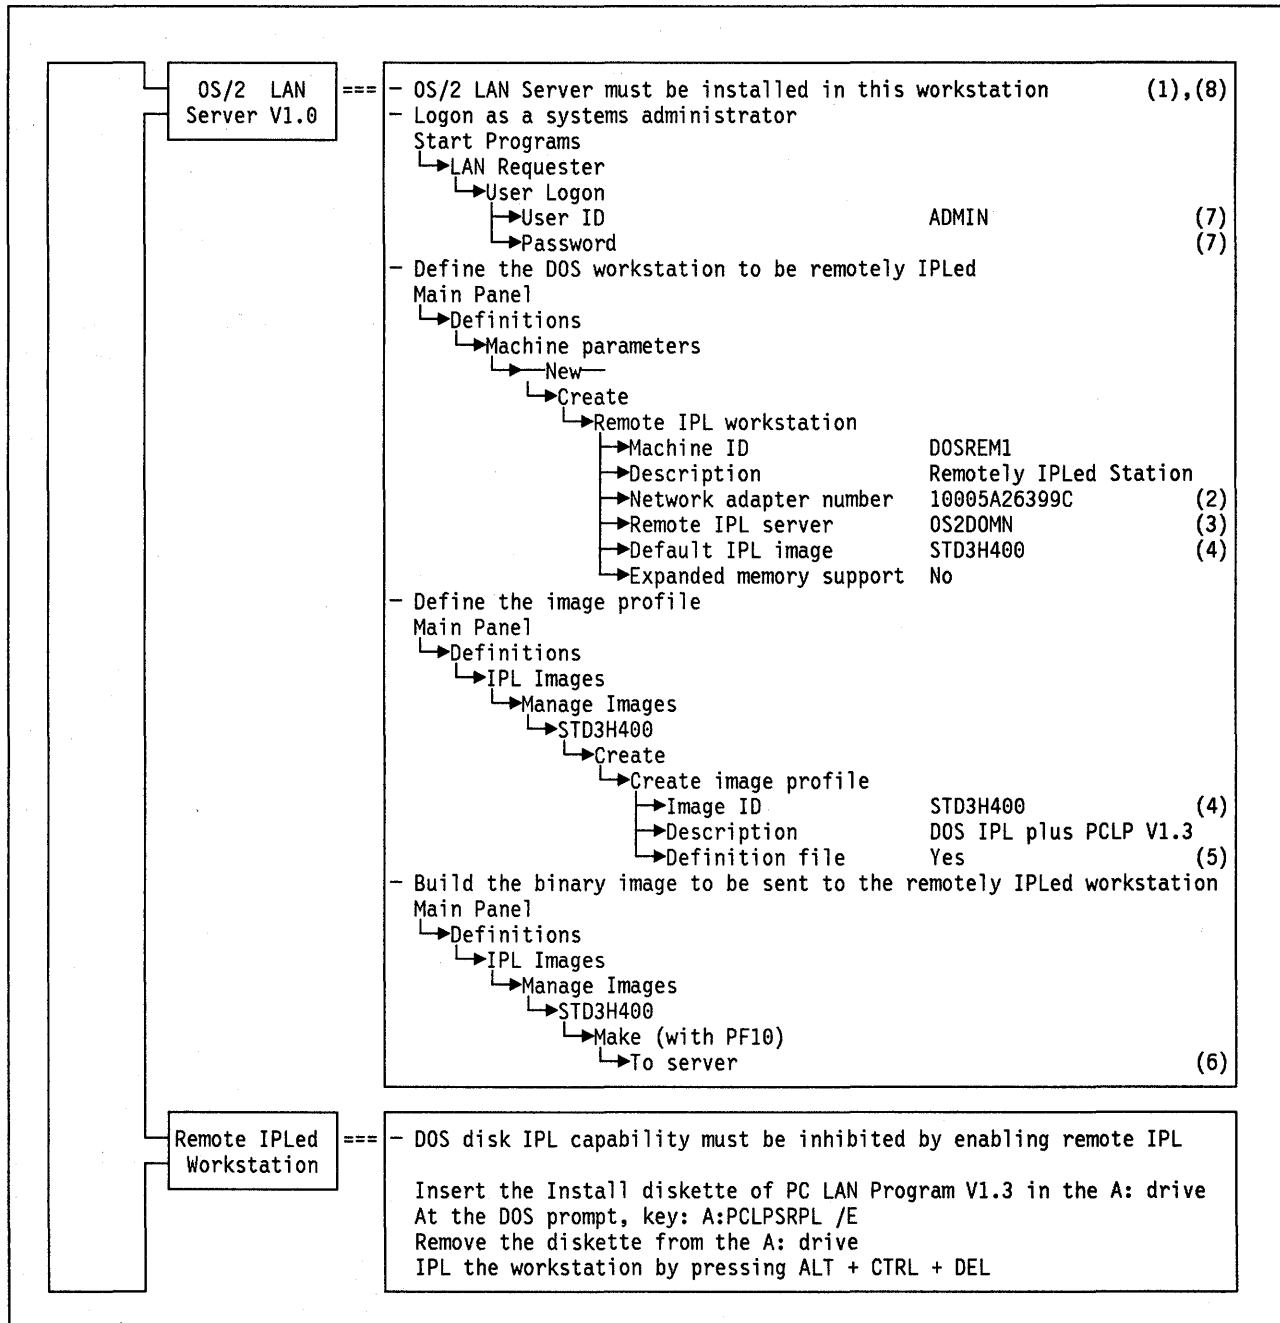 OS/2 LAN Server V1.0 === — OS/2 LAN Server must be installed in this workstation (1),(8)
— Logon as a systems administrator
Start Programs
LAN Requester
User Logon
User ID ADMIN (7)
Password (7)
— Define the DOS workstation to be remotely IPLed
Main Panel
Definitions
Machine parameters
—New—
Create
Remote IPL workstation
Machine ID DOSREM1
Description Remotely IPLed Station
Network adapter number 10005A26399C (2)
Remote IPL server OS2DOMN (3)
Default IPL image STD3H400 (4)
Expanded memory support No
— Define the image profile
Main Panel
Definitions
IPL Images
Manage Images
STD3H400
Create
Create image profile
Image ID STD3H400 (4)
Description DOS IPL plus PCLP V1.3
Definition file Yes (5)
— Build the binary image to be sent to the remotely IPLed workstation
Main Panel
Definitions
IPL Images
Manage Images
STD3H400
Make (with PF10)
To server (6)
Remote IPLed Workstation === — DOS disk IPL capability must be inhibited by enabling remote IPL
Insert the Install diskette of PC LAN Program V1.3 in the A: drive
At the DOS prompt, key: A:PCLPSRPL /E
Remove the diskette from the A: drive
IPL the workstation by pressing ALT + CTRL + DEL